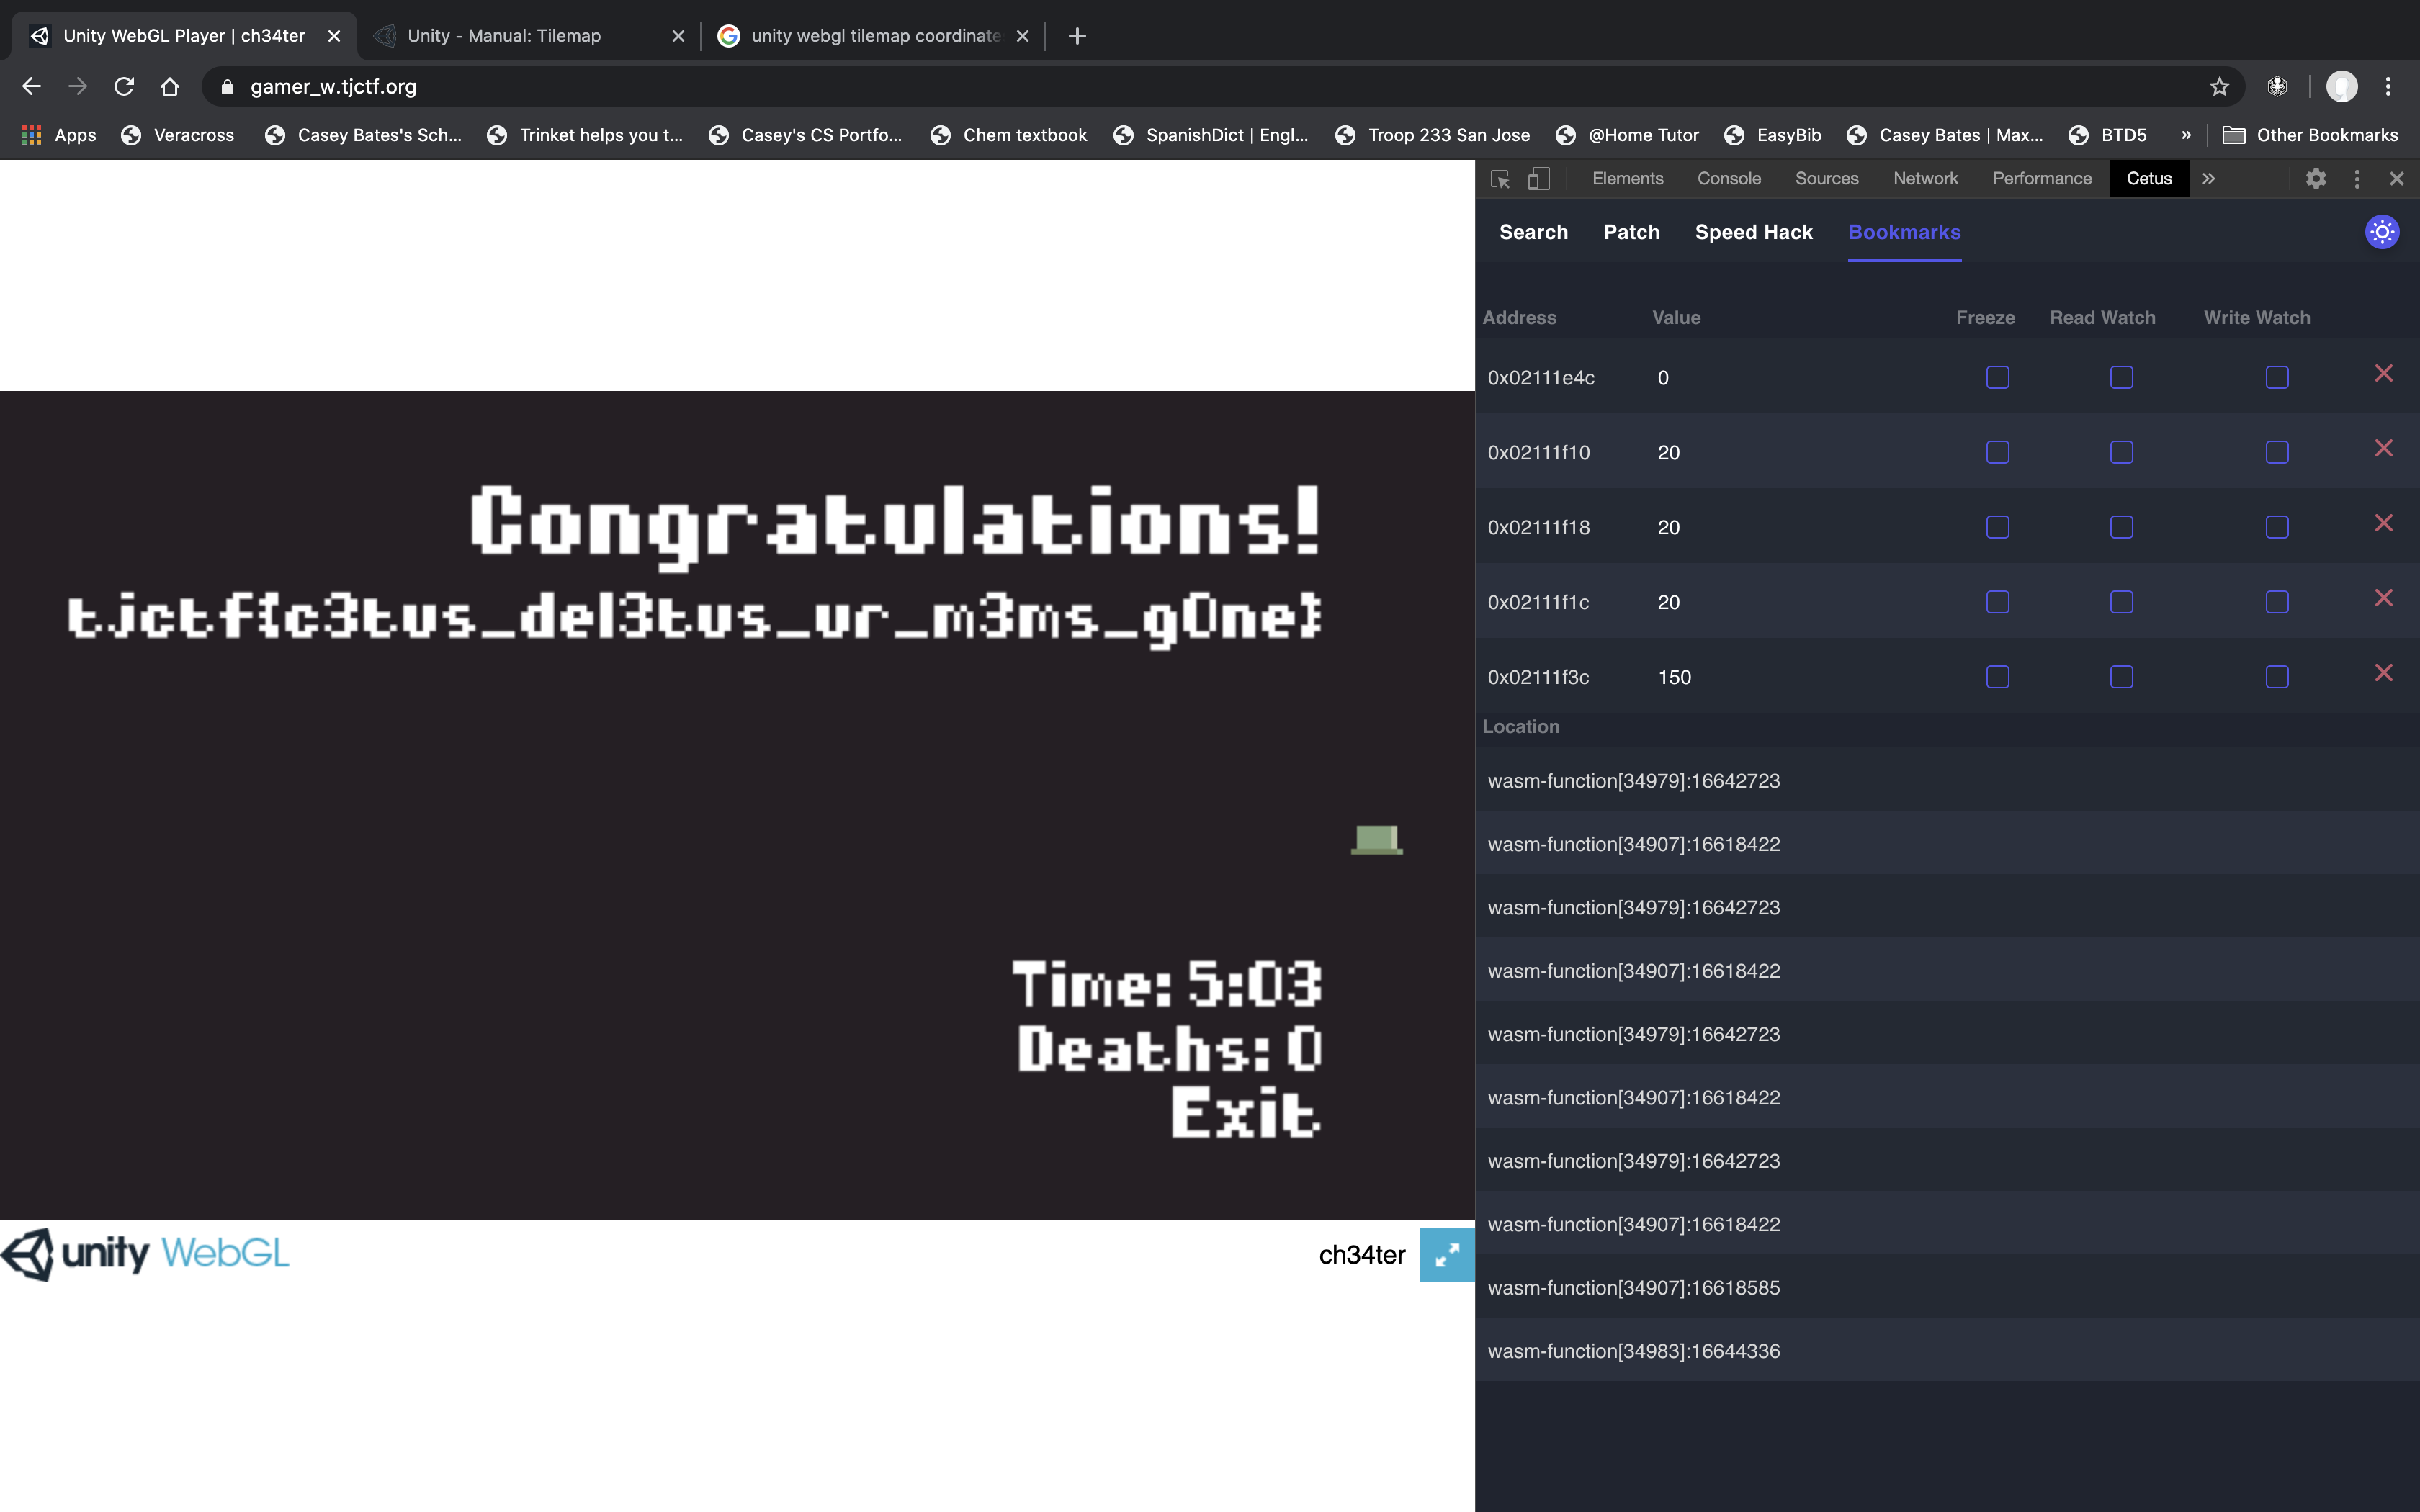 Unity WebGL Player | ch34ter
Unity - Manual: Tilemap
unity webgl tilemap coordinate
gamer_w.tjctf.org
Apps Veracross Casey Bates's Sch... Trinket helps you t... Casey's CS Portfo... Chem textbook SpanishDict | Engl... Troop 233 San Jose @Home Tutor EasyBib Casey Bates | Max... BTD5 » Other Bookmarks
Elements Console Sources Network Performance Cetus »
Search Patch Speed Hack Bookmarks
Address Value Freeze Read Watch Write Watch
0x02111e4c 0
0x02111f10 20
0x02111f18 20
0x02111f1c 20
0x02111f3c 150
Location
wasm-function[34979]:16642723
wasm-function[34907]:16618422
wasm-function[34979]:16642723
wasm-function[34907]:16618422
wasm-function[34979]:16642723
wasm-function[34907]:16618422
wasm-function[34979]:16642723
wasm-function[34907]:16618422
wasm-function[34907]:16618585
wasm-function[34983]:16644336
Congratulations!
tjctf{c3tus_del3tus_ur_m3ms_g0ne}
Time: 5:03
Deaths: 0
Exit
unity WebGL
ch34ter